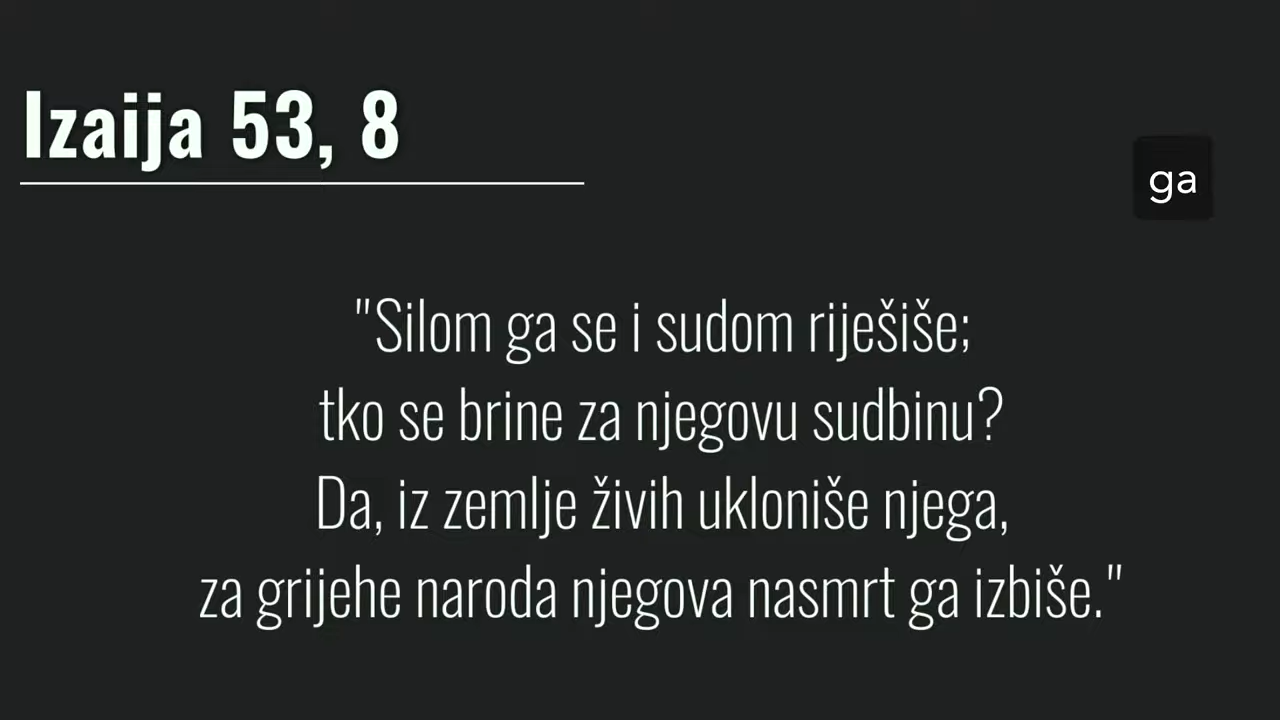 Izaija 53, 8
ga
"Silom ga se i sudom riješiše;
tko se brine za njegovu sudbinu?
Da, iz zemlje živih ukloniše njega,
za grijehe naroda njegova nasmrt ga izbiše."